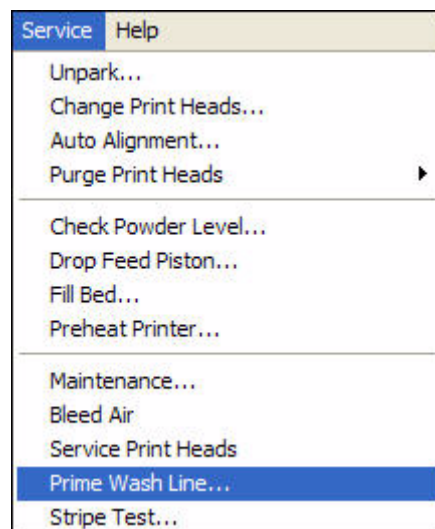 Service Help
Unpark...
Change Print Heads...
Auto Alignment...
Purge Print Heads
Check Powder Level...
Drop Feed Piston...
Fill Bed...
Preheat Printer...
Maintenance...
Bleed Air
Service Print Heads
Prime Wash Line...
Stripe Test...